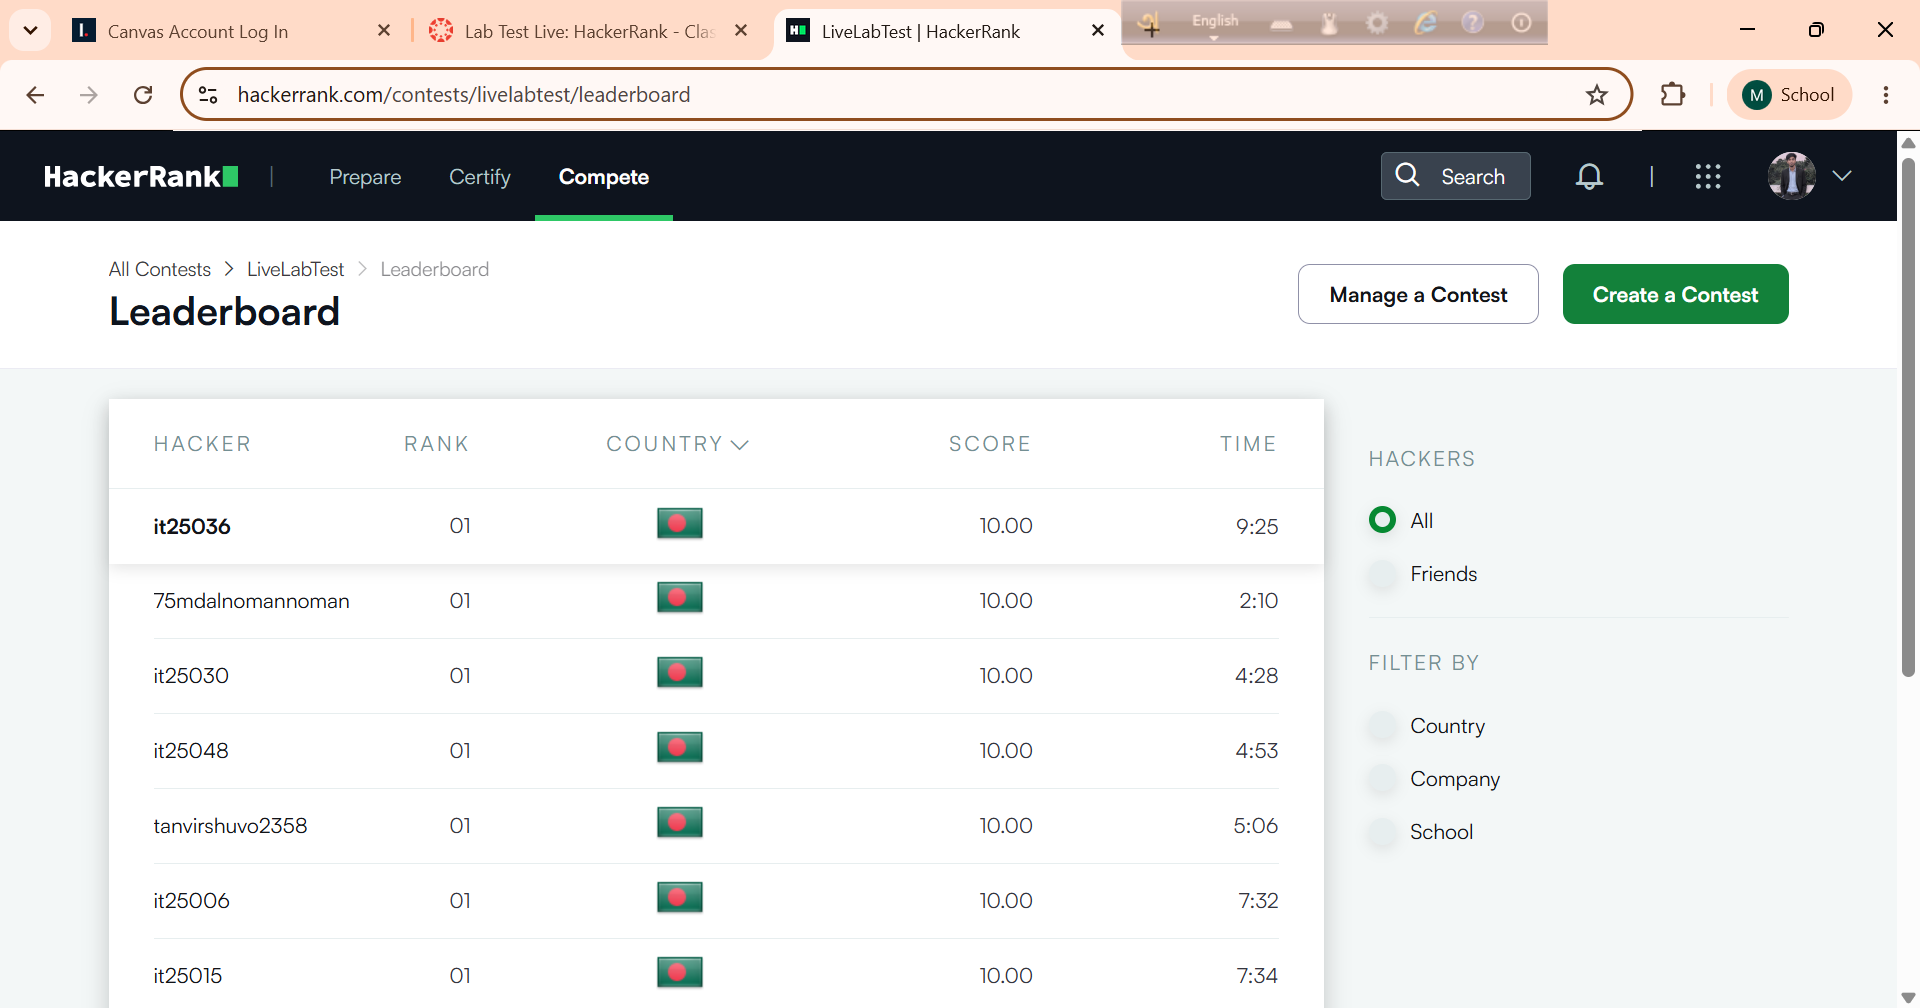 Canvas Account Log In
Lab Test Live: HackerRank - Clas
LiveLabTest | HackerRank
English
hackerrank.com/contests/livelabtest/leaderboard
M School
HackerRank
Prepare
Certify
Compete
Search
All Contests > LiveLabTest > Leaderboard
Leaderboard
Manage a Contest
Create a Contest
HACKER RANK COUNTRY SCORE TIME
it25036 01 10.00 9:25
75mdalnomannoman 01 10.00 2:10
it25030 01 10.00 4:28
it25048 01 10.00 4:53
tanvirshuvo2358 01 10.00 5:06
it25006 01 10.00 7:32
it25015 01 10.00 7:34
HACKERS
All
Friends
FILTER BY
Country
Company
School